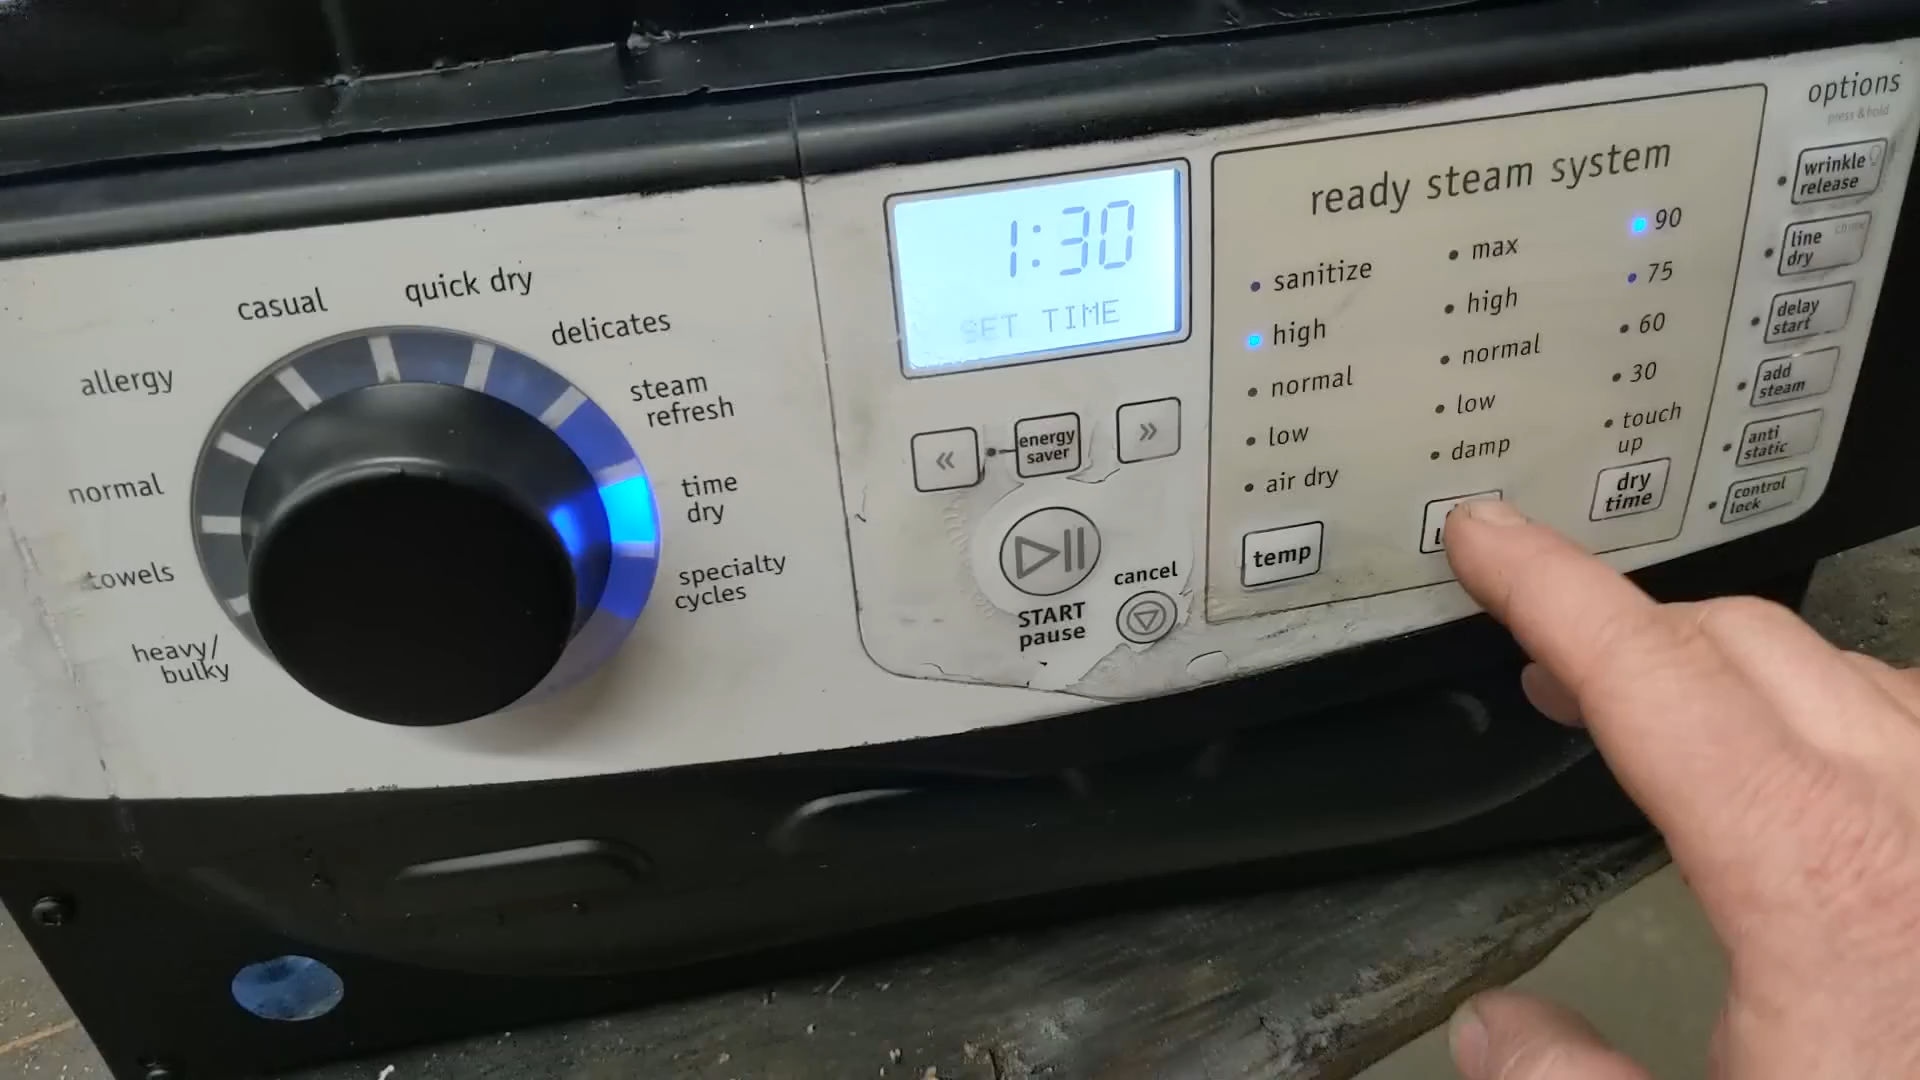 casual
quick dry
delicates
allergy
steam
refresh
normal
time
dry
towels
specialty
cycles
heavy/
bulky
1:30
SET TIME
«
energy
saver
»
START
pause
cancel
ready steam system
sanitize
high
normal
low
air dry
temp
max
high
normal
low
damp
90
75
60
30
touch
up
dry
time
options
press & hold
wrinkle
release
line
dry
delay
start
add
steam
anti
static
control
lock